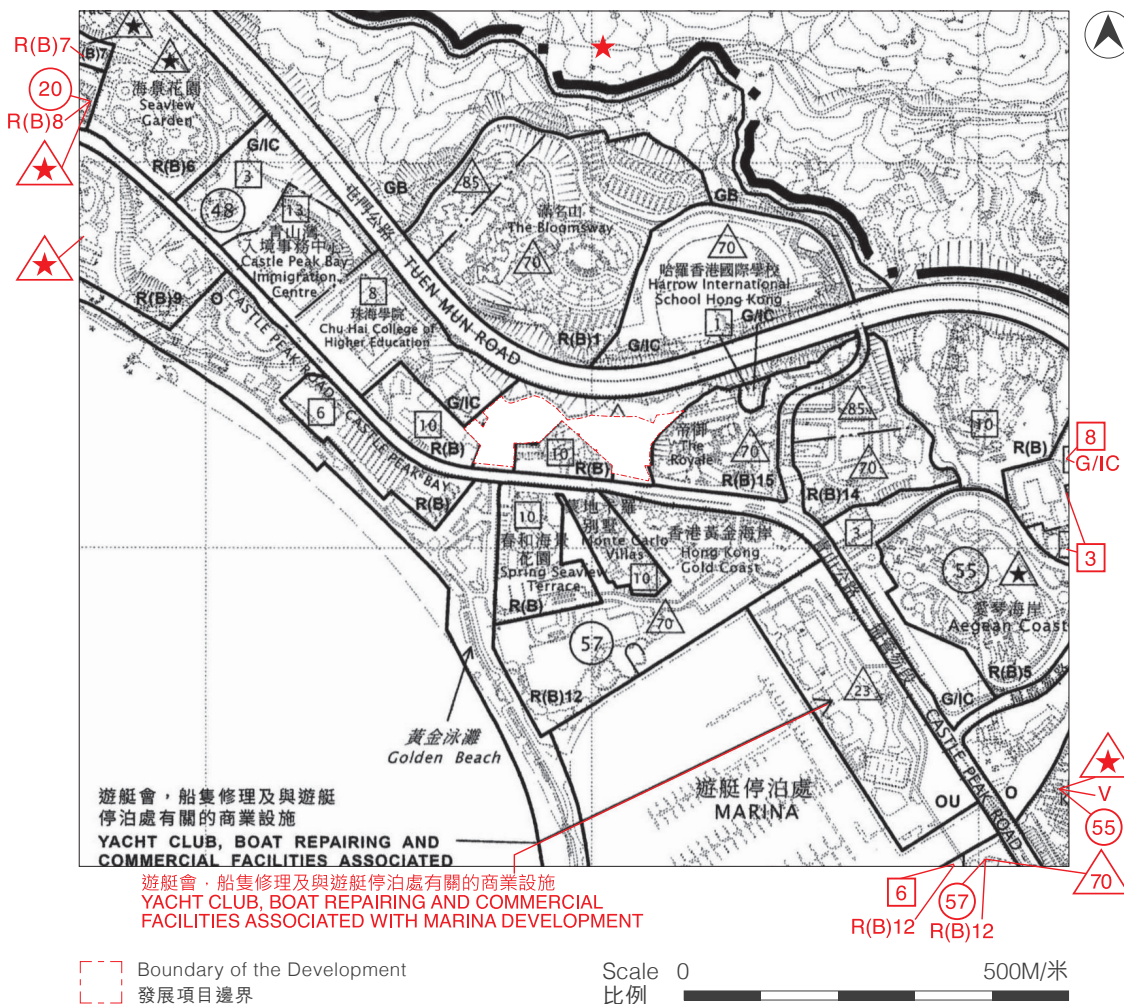 R(B)7
(B)7
20
R(B)8
海景花園
Seaview
Garden
R(B)6
G/IC
3
48
13
青山灣
入境事務中心
Castle Peak Bay
Immigration
Centre
8
珠海學院
Chu Hai College of
Higher Education
屯門公路
TUEN MUN ROAD
GB
85
滿名山
The Bloomsway
70
R(B)1
GB
70
哈羅香港國際學校
Harrow International
School Hong Kong
1
G/IC
G/IC
R(B)9
O
CASTLE PEAK ROAD - CASTLE PEAK BAY
6
R(B)
10
G/IC
R(B)
10
R(B)
帝御
The
Royale
70
R(B)15
85
70
R(B)14
10
R(B)
8
G/IC
3
3
10
春和海景
花園
Spring Seaview
Terrace
R(B)
別墅
Monte Carlo
Villas
10
香港黃金海岸
Hong Kong
Gold Coast
70
57
R(B)12
55
愛琴海岸
Aegean Coast
R(B)5
G/IC
23
CASTLE PEAK ROAD
黃金泳灘
Golden Beach
遊艇停泊處
MARINA
OU
O
V
55
70
遊艇會，船隻修理及與遊艇
停泊處有關的商業設施
YACHT CLUB, BOAT REPAIRING AND
COMMERCIAL FACILITIES ASSOCIATED
遊艇會，船隻修理及與遊艇停泊處有關的商業設施
YACHT CLUB, BOAT REPAIRING AND COMMERCIAL
FACILITIES ASSOCIATED WITH MARINA DEVELOPMENT
6
R(B)12
57
R(B)12
Boundary of the Development
發展項目邊界
Scale 0 500M/米
比例